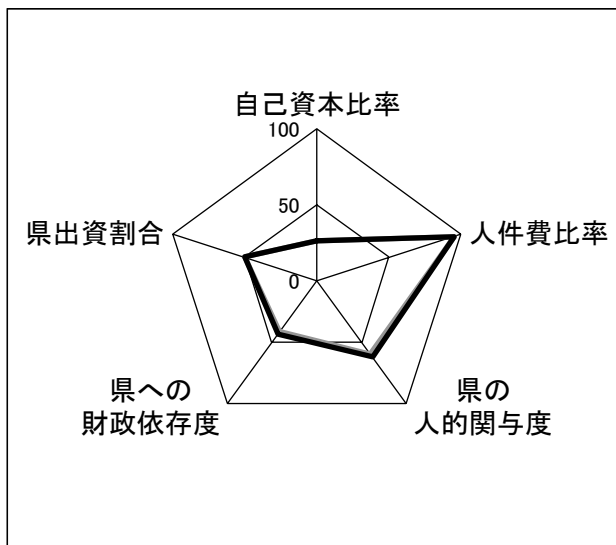 自己資本比率
100
50
0
人件費比率
県の
人的関与度
県への
財政依存度
県出資割合